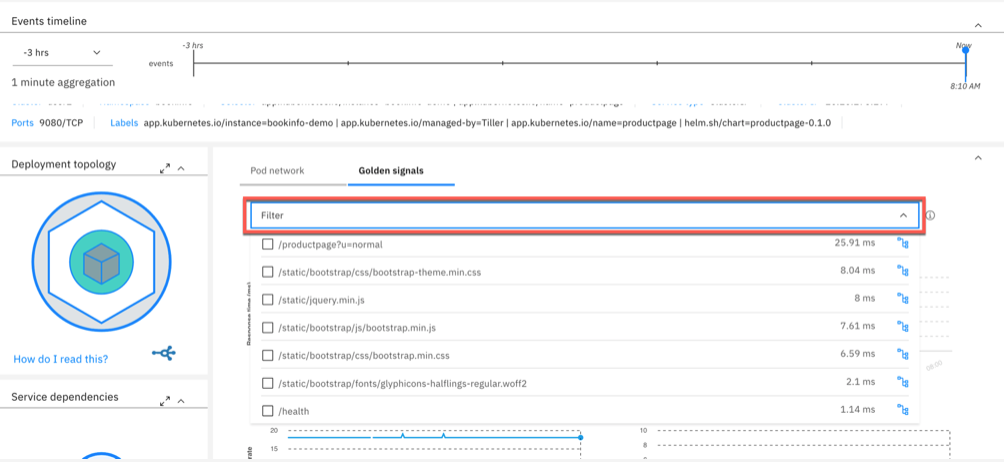 Events timeline
-3 hrs
-3 hrs
Now
events
1 minute aggregation
8:10 AM
Ports 9080/TCP Labels app.kubernetes.io/instance=bookinfo-demo | app.kubernetes.io/managed-by=Tiller | app.kubernetes.io/name=productpage | helm.sh/chart=productpage-0.1.0
Deployment topology
Pod network Golden signals
Filter
/productpage?u=normal 25.91 ms
/static/bootstrap/css/bootstrap-theme.min.css 8.04 ms
/static/jquery.min.js 8 ms
/static/bootstrap/js/bootstrap.min.js 7.61 ms
/static/bootstrap/css/bootstrap.min.css 6.59 ms
/static/bootstrap/fonts/glyphicons-halflings-regular.woff2 2.1 ms
/health 1.14 ms
08:00
How do I read this?
Service dependencies
20
15
10
8